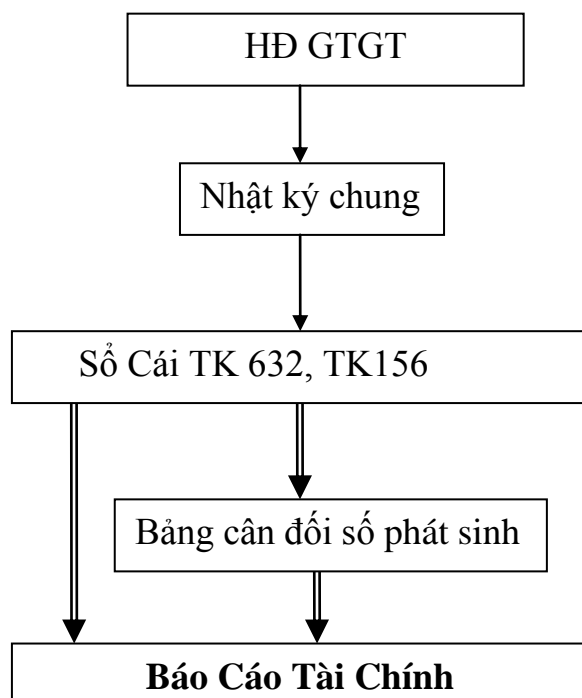 HĐ GTGT
Nhật ký chung
Sổ Cái TK 632, TK156
Bảng cân đối số phát sinh
Báo Cáo Tài Chính